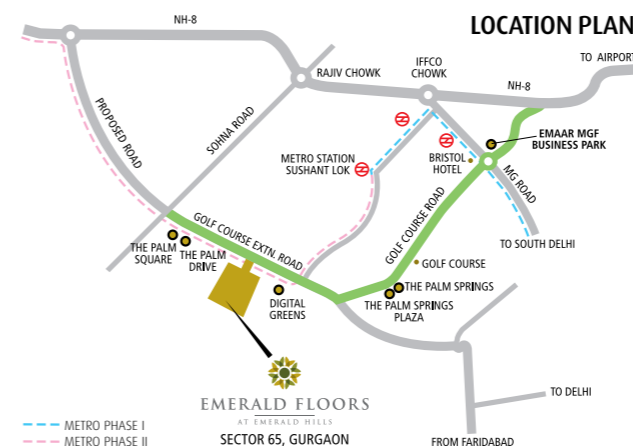 LOCATION PLAN
NH-8
IFFCO
CHOWK
TO AIRPORT
RAJIV CHOWK
NH-8
PROPOSED ROAD
SOHNA ROAD
EMAAR MGF
BUSINESS PARK
METRO STATION
SUSHANT LOK
BRISTOL
HOTEL
MG ROAD
GOLF COURSE ROAD
GOLF COURSE EXTN. ROAD
TO SOUTH DELHI
THE PALM
SQUARE
THE PALM
DRIVE
GOLF COURSE
DIGITAL
GREENS
THE PALM SPRINGS
THE PALM SPRINGS
PLAZA
EMERALD FLOORS
AT EMERALD HILLS
SECTOR 65, GURGAON
TO DELHI
FROM FARIDABAD
METRO PHASE I
METRO PHASE II